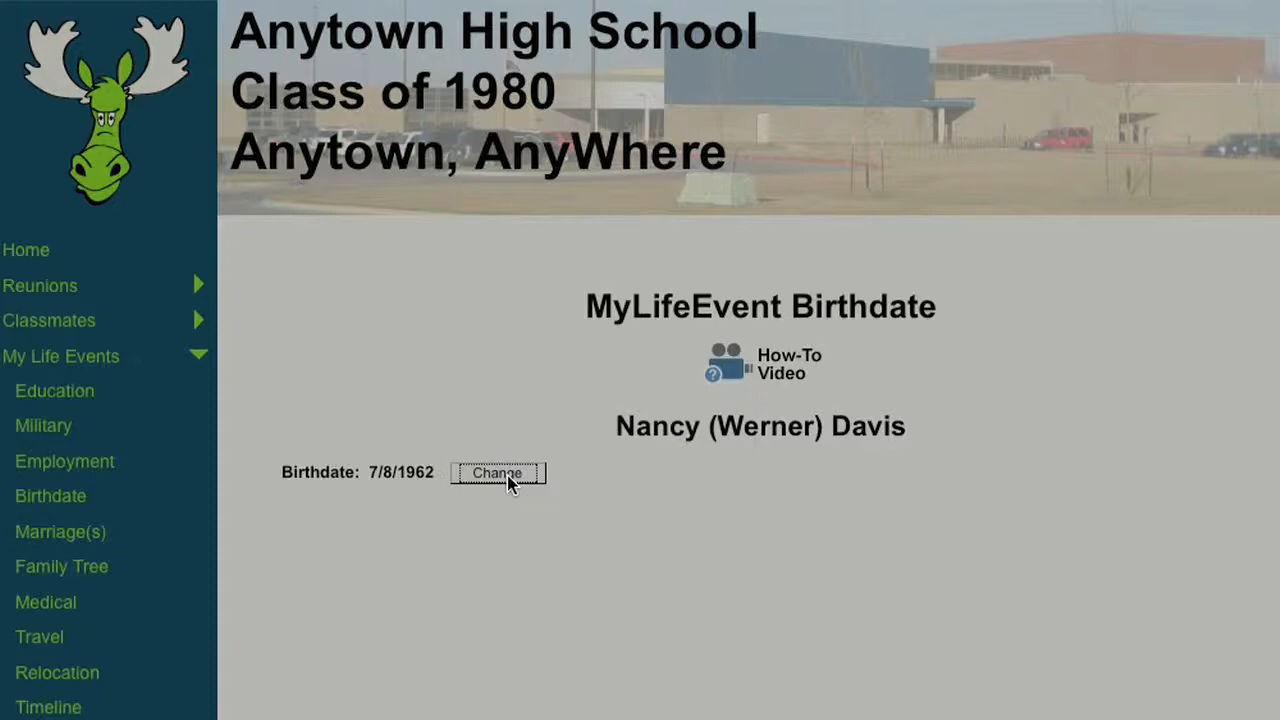 Anytown High School
Class of 1980
Anytown, AnyWhere
Home
Reunions
Classmates
My Life Events
Education
Military
Employment
Birthdate
Marriage(s)
Family Tree
Medical
Travel
Relocation
Timeline
MyLifeEvent Birthdate
?
How-To
Video
Nancy (Werner) Davis
Birthdate: 7/8/1962 Change